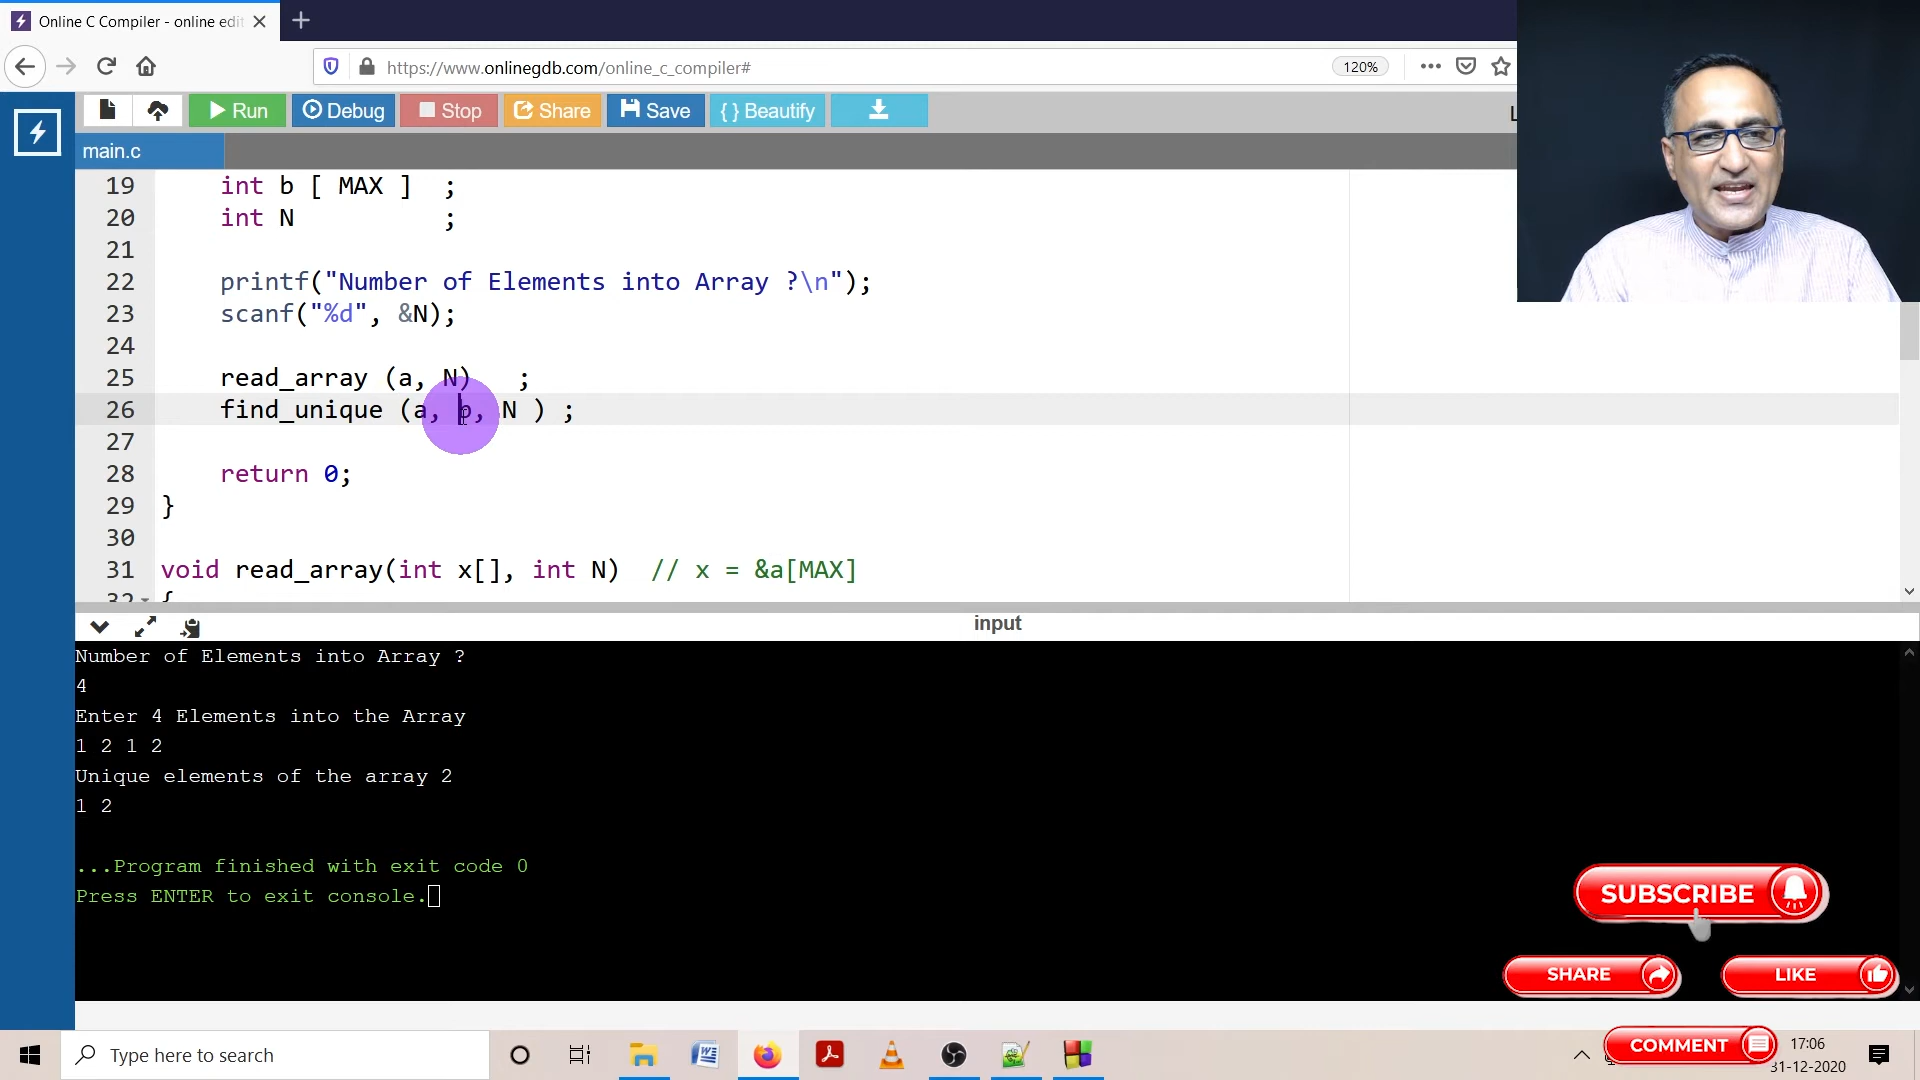 Online C Compiler - online edit
https://www.onlinegdb.com/online_c_compiler#
120%
Run
Debug
Stop
Share
Save
{ } Beautify
L
main.c
19 int b [ MAX ] ;
20 int N ;
21
22 printf("Number of Elements into Array ?\n");
23 scanf("%d", &N);
24
25 read_array (a, N) ;
26 find_unique (a, b, N ) ;
27
28 return 0;
29 }
30
31 void read_array(int x[], int N) // x = &a[MAX]
32 {
input
Number of Elements into Array ?
4
Enter 4 Elements into the Array
1 2 1 2
Unique elements of the array 2
1 2
...Program finished with exit code 0
Press ENTER to exit console.
SUBSCRIBE
SHARE
LIKE
COMMENT
Type here to search
17:06
31-12-2020